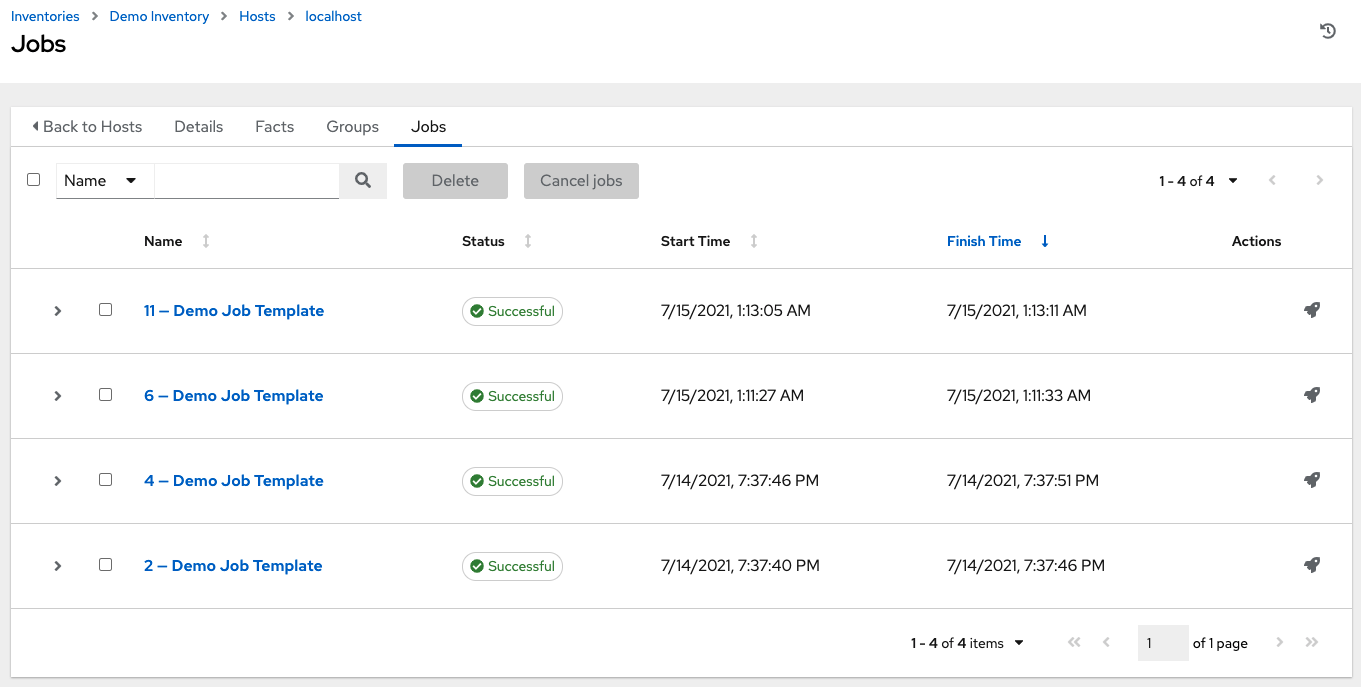 Inventories > Demo Inventory > Hosts > localhost
Jobs
Back to Hosts Details Facts Groups Jobs
Name Delete Cancel jobs 1 - 4 of 4
Name Status Start Time Finish Time Actions
11 — Demo Job Template Successful 7/15/2021, 1:13:05 AM 7/15/2021, 1:13:11 AM
6 — Demo Job Template Successful 7/15/2021, 1:11:27 AM 7/15/2021, 1:11:33 AM
4 — Demo Job Template Successful 7/14/2021, 7:37:46 PM 7/14/2021, 7:37:51 PM
2 — Demo Job Template Successful 7/14/2021, 7:37:40 PM 7/14/2021, 7:37:46 PM
1 - 4 of 4 items 1 of 1 page